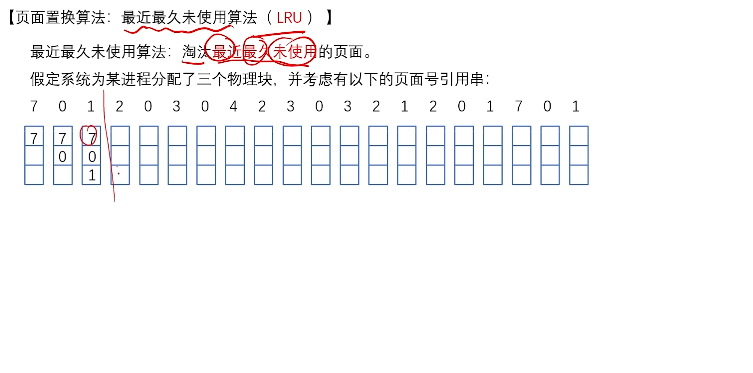 【页面置换算法：最近最久未使用算法（LRU）】
最近最久未使用算法：淘汰最近最久未使用的页面。
假定系统为某进程分配了三个物理块，并考虑有以下的页面号引用串：
7 0 1 2 0 3 0 4 2 3 0 3 2 1 2 0 1 7 0 1
7 7 7
0 0
1